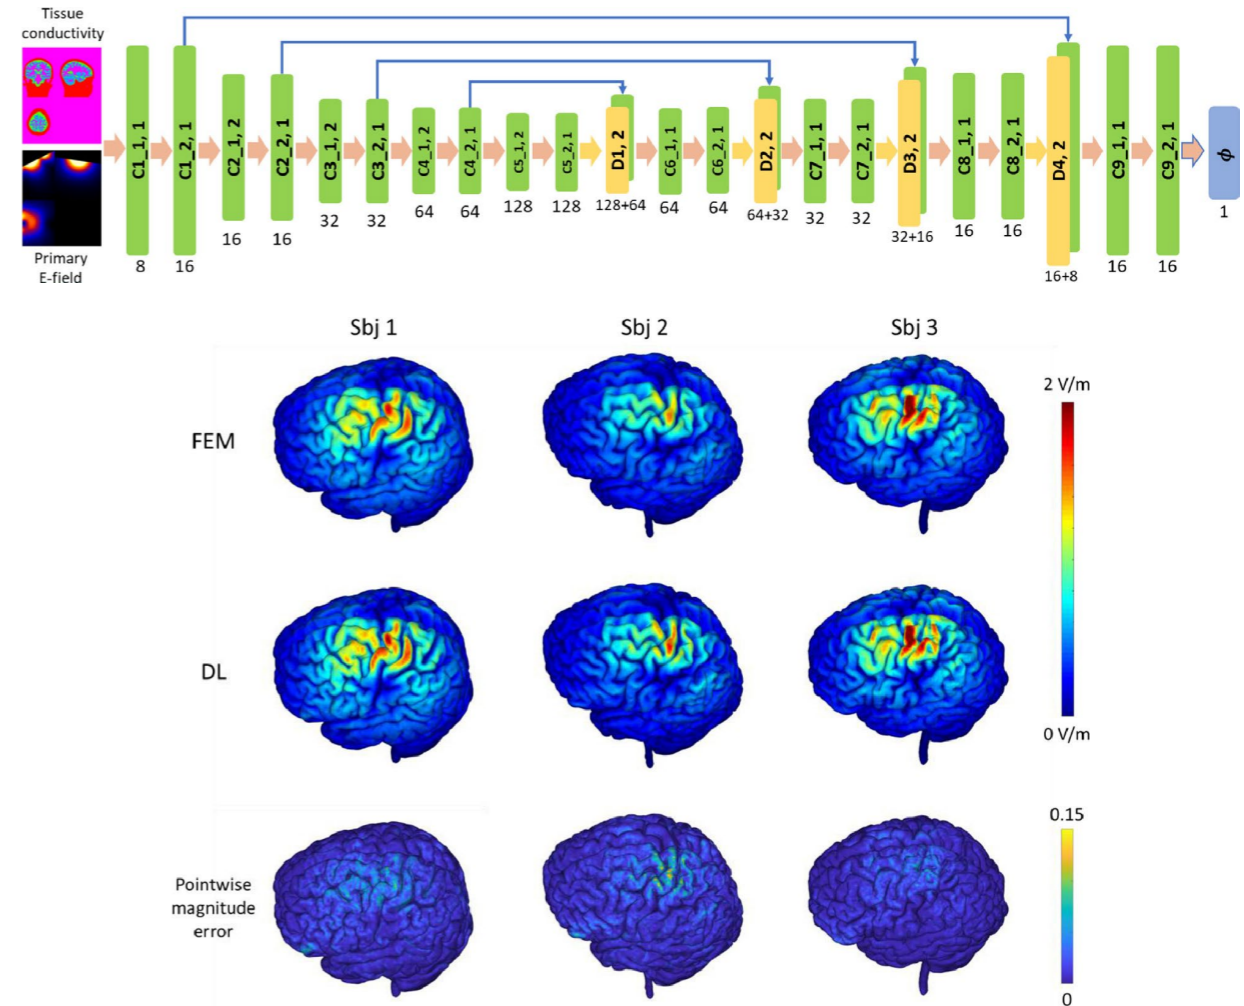 Tissue
conductivity
Primary
E-field
C1_1, 1
C1_2, 1
C2_1, 2
C2_2, 1
C3_1, 2
C3_2, 1
C4_1, 2
C4_2, 1
C5_1, 2
C5_2, 1
D1, 2
C6_1, 1
C6_2, 1
D2, 2
C7_1, 1
C7_2, 1
D3, 2
C8_1, 1
C8_2, 1
D4, 2
C9_1, 1
C9_2, 1
ϕ
8
16
16
16
32
32
64
64
128
128
128+64
64
64
64+32
32
32
32+16
16
16
16+8
16
16
1
Sbj 1
Sbj 2
Sbj 3
FEM
2 V/m
DL
0 V/m
Pointwise
magnitude
error
0.15
0